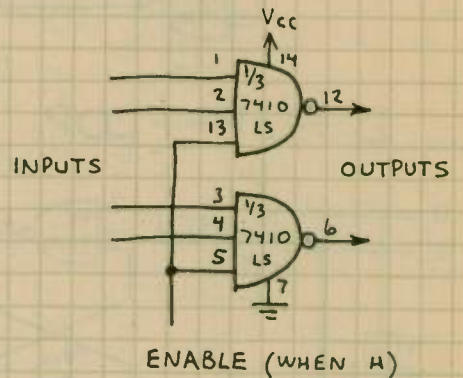 Vcc
1 14
1/3
2 7410 12
13 LS
INPUTS OUTPUTS
3 1/3
4 7410 6
5 LS
7
ENABLE (WHEN H)